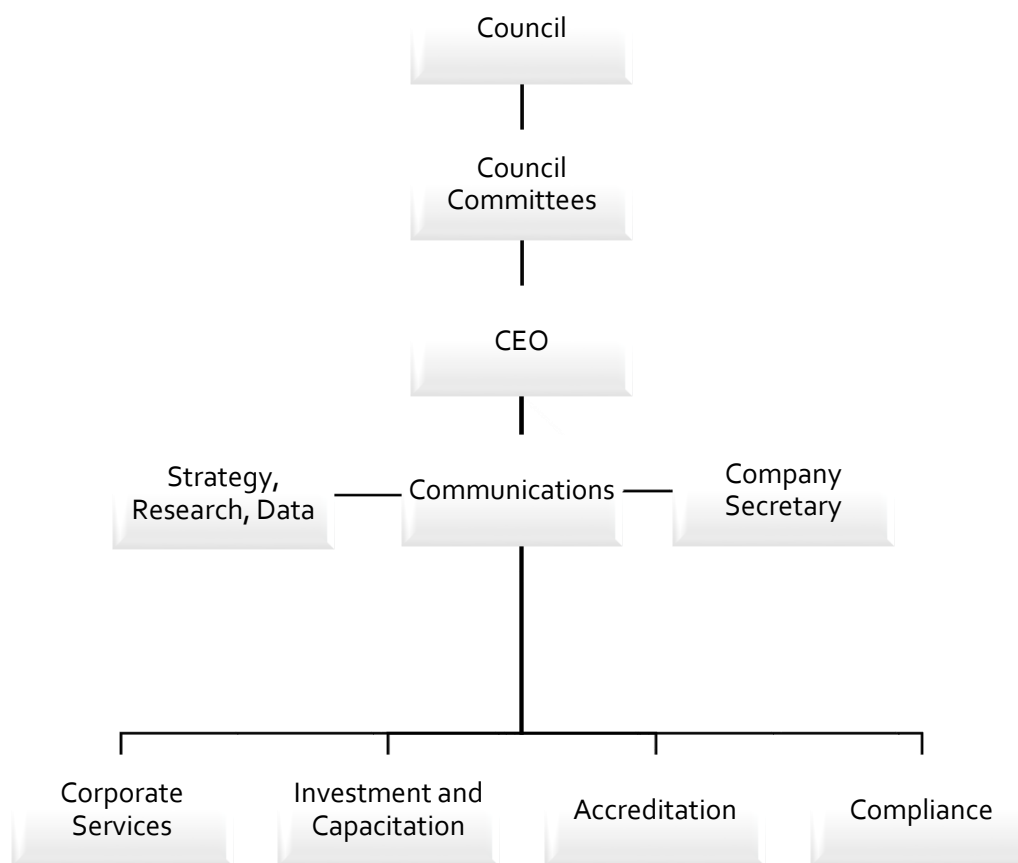 Council
Council
Committees
CEO
Strategy,
Research, Data
Communications
Company
Secretary
Corporate
Services
Investment and
Capacitation
Accreditation
Compliance